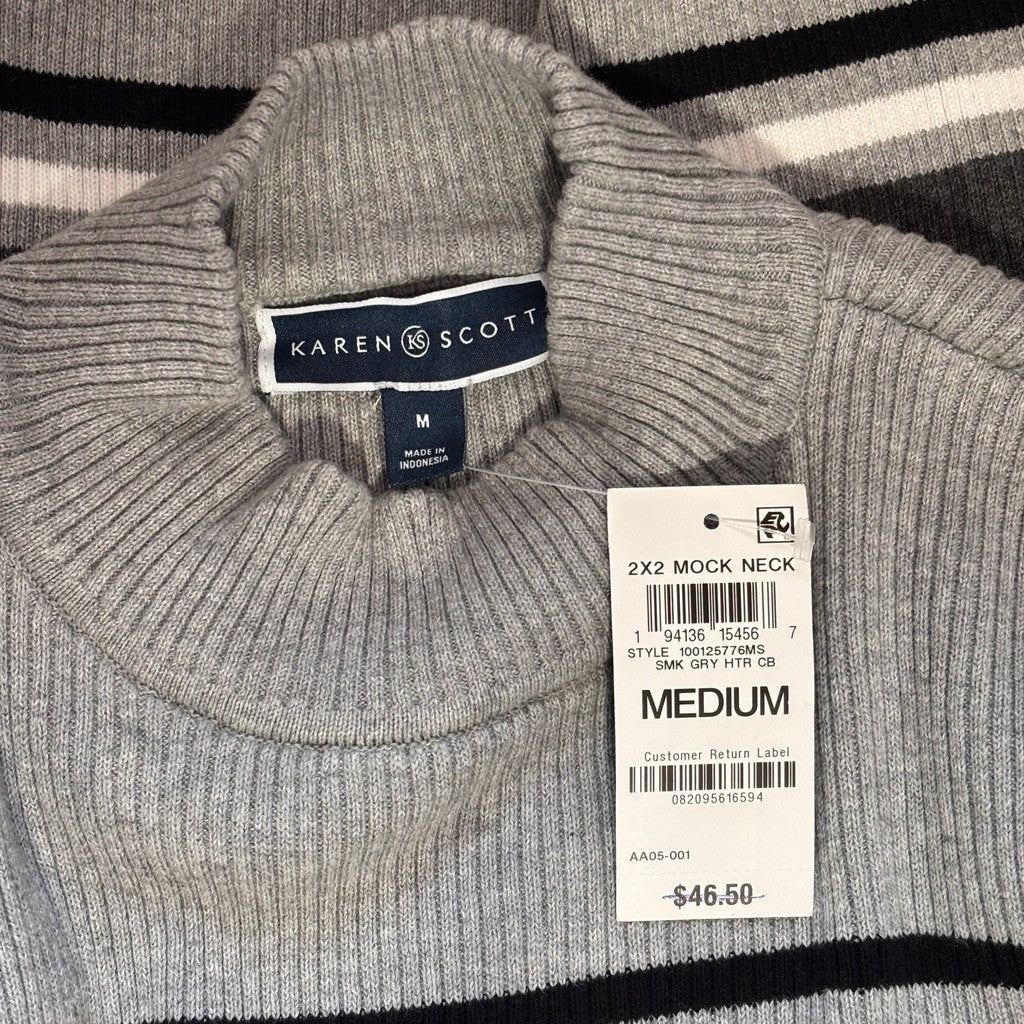 KAREN KS SCOTT
M
MADE IN
INDONESIA
2X2 MOCK NECK
1 94136 15456 7
STYLE 100125776MS
SMK GRY HTR CB
MEDIUM
Customer Return Label
082095616594
AA05-001
$46.50